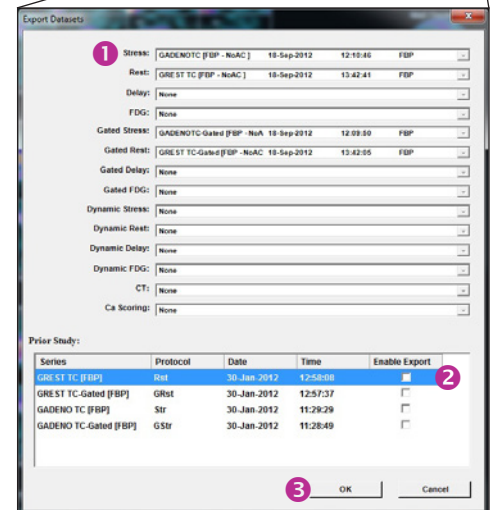 Export Datasets
1 Stress: GADENOTC [FBP - NoAC ] 18-Sep-2012 12:10:46 FBP
Rest: GREST TC [FBP - NoAC ] 18-Sep-2012 13:42:41 FBP
Delay: None
FDG: None
Gated Stress: GADENOTC-Gated [FBP - NoA 18-Sep-2012 12:09:50 FBP
Gated Rest: GREST TC-Gated [FBP - NoAC 18-Sep-2012 13:42:05 FBP
Gated Delay: None
Gated FDG: None
Dynamic Stress: None
Dynamic Rest: None
Dynamic Delay: None
Dynamic FDG: None
CT: None
Ca Scoring: None
Prior Study:
Series Protocol Date Time Enable Export
GREST TC [FBP] Rst 30-Jan-2012 12:58:08 2
GREST TC-Gated [FBP] GRst 30-Jan-2012 12:57:37
GADENO TC [FBP] Str 30-Jan-2012 11:29:29
GADENO TC-Gated [FBP] GStr 30-Jan-2012 11:28:49
3 OK Cancel